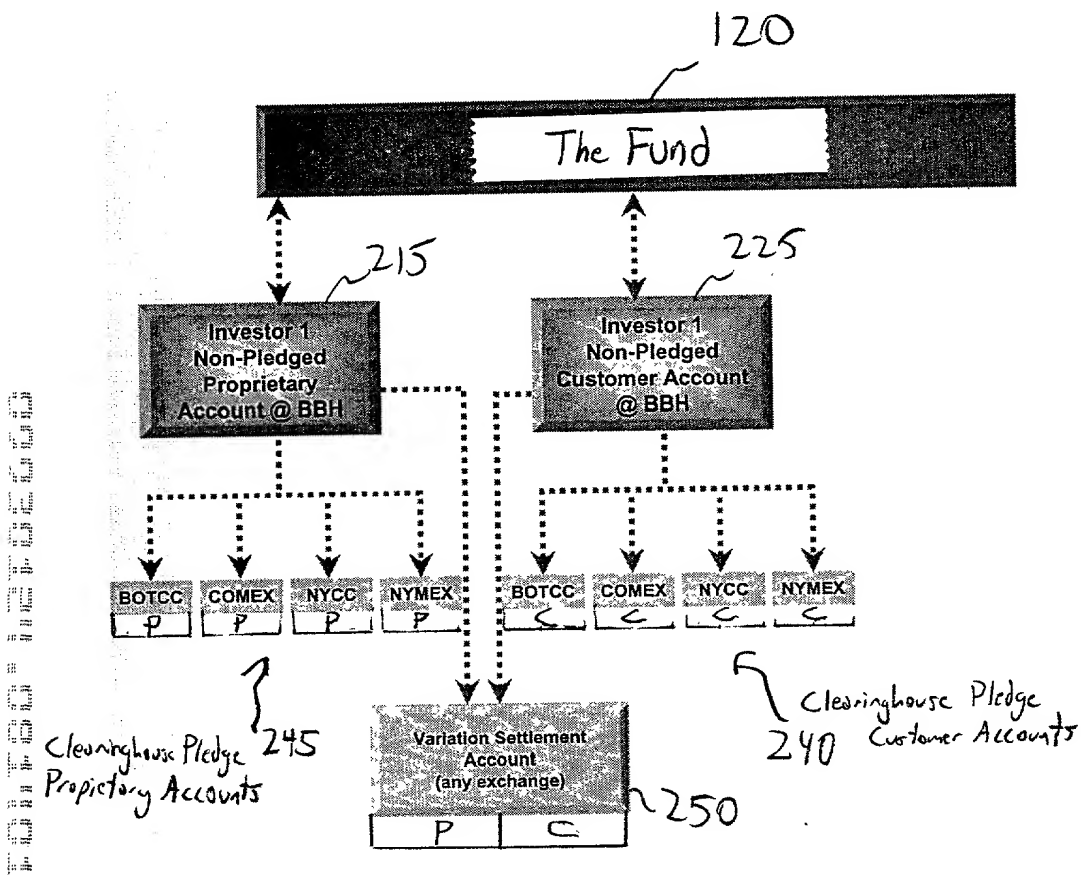 120
The Fund
215
225
Investor 1
Non-Pledged
Proprietary
Account @ BBH
Investor 1
Non-Pledged
Customer Account
@ BBH
BOTCC COMEX NYCC NYMEX
P P P P
BOTCC COMEX NYCC NYMEX
C C C C
Clearinghouse Pledge 245
Propietory Accounts
Clearinghouse Pledge
240 Customer Accounts
Variation Settlement
Account
(any exchange)
250
P C